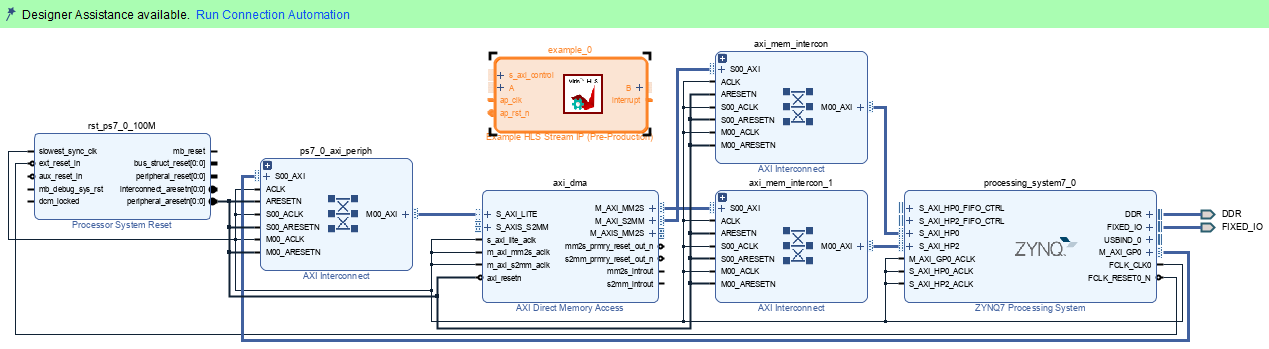 Designer Assistance available. Run Connection Automation
example_0
s_axi_control
A
ap_clk
ap_rst_n
B
interrupt
Vivado HLS
Example HLS Stream IP (Pre-Production)
axi_mem_intercon
S00_AXI
ACLK
ARESETN
S00_ACLK
S00_ARESETN
M00_ACLK
M00_ARESETN
M00_AXI
AXI Interconnect
rst_ps7_0_100M
slowest_sync_clk
ext_reset_in
aux_reset_in
mb_debug_sys_rst
dcm_locked
mb_reset
bus_struct_reset[0:0]
peripheral_reset[0:0]
interconnect_aresetn[0:0]
peripheral_aresetn[0:0]
Processor System Reset
ps7_0_axi_periph
S00_AXI
ACLK
ARESETN
S00_ACLK
S00_ARESETN
M00_ACLK
M00_ARESETN
M00_AXI
AXI Interconnect
axi_dma
S_AXI_LITE
S_AXIS_S2MM
s_axi_lite_aclk
m_axi_mm2s_aclk
m_axi_s2mm_aclk
axi_resetn
M_AXI_MM2S
M_AXI_S2MM
M_AXIS_MM2S
mm2s_prmry_reset_out_n
s2mm_prmry_reset_out_n
mm2s_introut
s2mm_introut
AXI Direct Memory Access
axi_mem_intercon_1
S00_AXI
ACLK
ARESETN
S00_ACLK
S00_ARESETN
M00_ACLK
M00_ARESETN
M00_AXI
AXI Interconnect
processing_system7_0
S_AXI_HP0_FIFO_CTRL
S_AXI_HP2_FIFO_CTRL
S_AXI_HP0
S_AXI_HP2
M_AXI_GP0_ACLK
S_AXI_HP0_ACLK
S_AXI_HP2_ACLK
ZYNQ
DDR
FIXED_IO
USBIND_0
M_AXI_GP0
FCLK_CLK0
FCLK_RESET0_N
ZYNQ7 Processing System
DDR
FIXED_IO